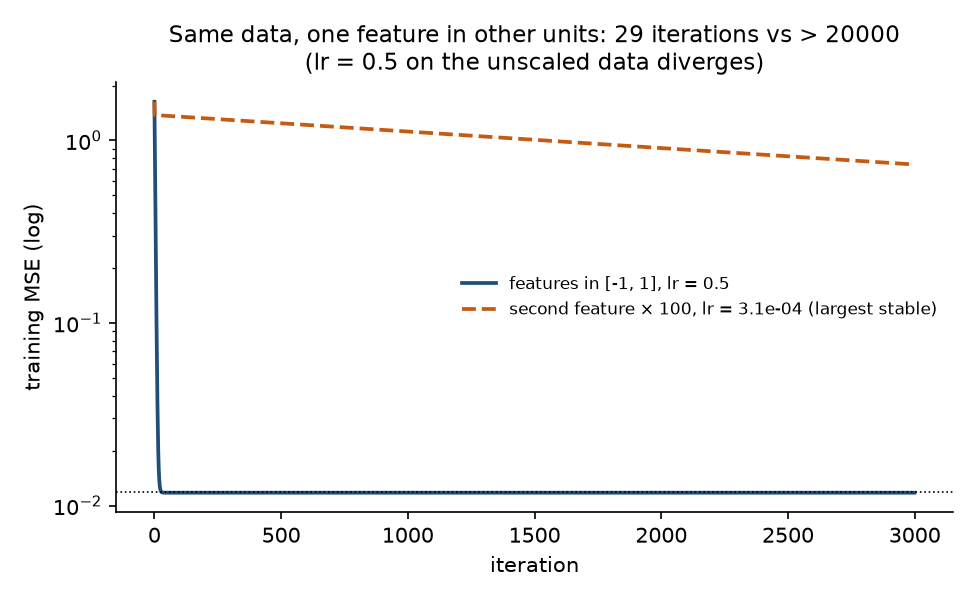 Same data, one feature in other units: 29 iterations vs > 20000
(lr = 0.5 on the unscaled data diverges)
training MSE (log)
10⁰
10⁻¹
10⁻²
features in [-1, 1], lr = 0.5
second feature × 100, lr = 3.1e-04 (largest stable)
0 500 1000 1500 2000 2500 3000
iteration